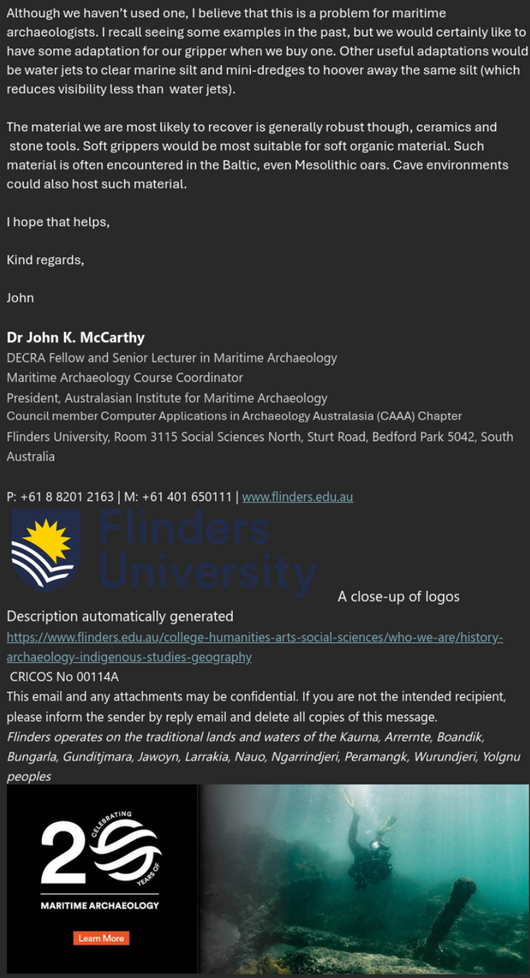 Although we haven't used one, I believe that this is a problem for maritime
archaeologists. I recall seeing some examples in the past, but we would certainly like to
have some adaptation for our gripper when we buy one. Other useful adaptations would
be water jets to clear marine silt and mini-dredges to hoover away the same silt (which
reduces visibility less than  water jets).
The material we are most likely to recover is generally robust though, ceramics and
stone tools. Soft grippers would be most suitable for soft organic material. Such
material is often encountered in the Baltic, even Mesolithic oars. Cave environments
could also host such material.
I hope that helps,
Kind regards,
John
Dr John K. McCarthy
DECRA Fellow and Senior Lecturer in Maritime Archaeology
Maritime Archaeology Course Coordinator
President, Australasian Institute for Maritime Archaeology
Council member Computer Applications in Archaeology Australasia (CAAA) Chapter
Flinders University, Room 3115 Social Sciences North, Sturt Road, Bedford Park 5042, South
Australia
P: +61 8 8201 2163 | M: +61 401 650111 | www.flinders.edu.au
Flinders
University
A close-up of logos
Description automatically generated
https://www.flinders.edu.au/college-humanities-arts-social-sciences/who-we-are/history-
archaeology-indigenous-studies-geography
CRICOS No 00114A
This email and any attachments may be confidential. If you are not the intended recipient,
please inform the sender by reply email and delete all copies of this message.
Flinders operates on the traditional lands and waters of the Kaurna, Arrernte, Boandik,
Bungarla, Gunditjmara, Jawoyn, Larrakia, Nauo, Ngarrindjeri, Peramangk, Wurundjeri, Yolgnu
peoples
CELEBRATING
20
YEARS OF
MARITIME ARCHAEOLOGY
Learn More